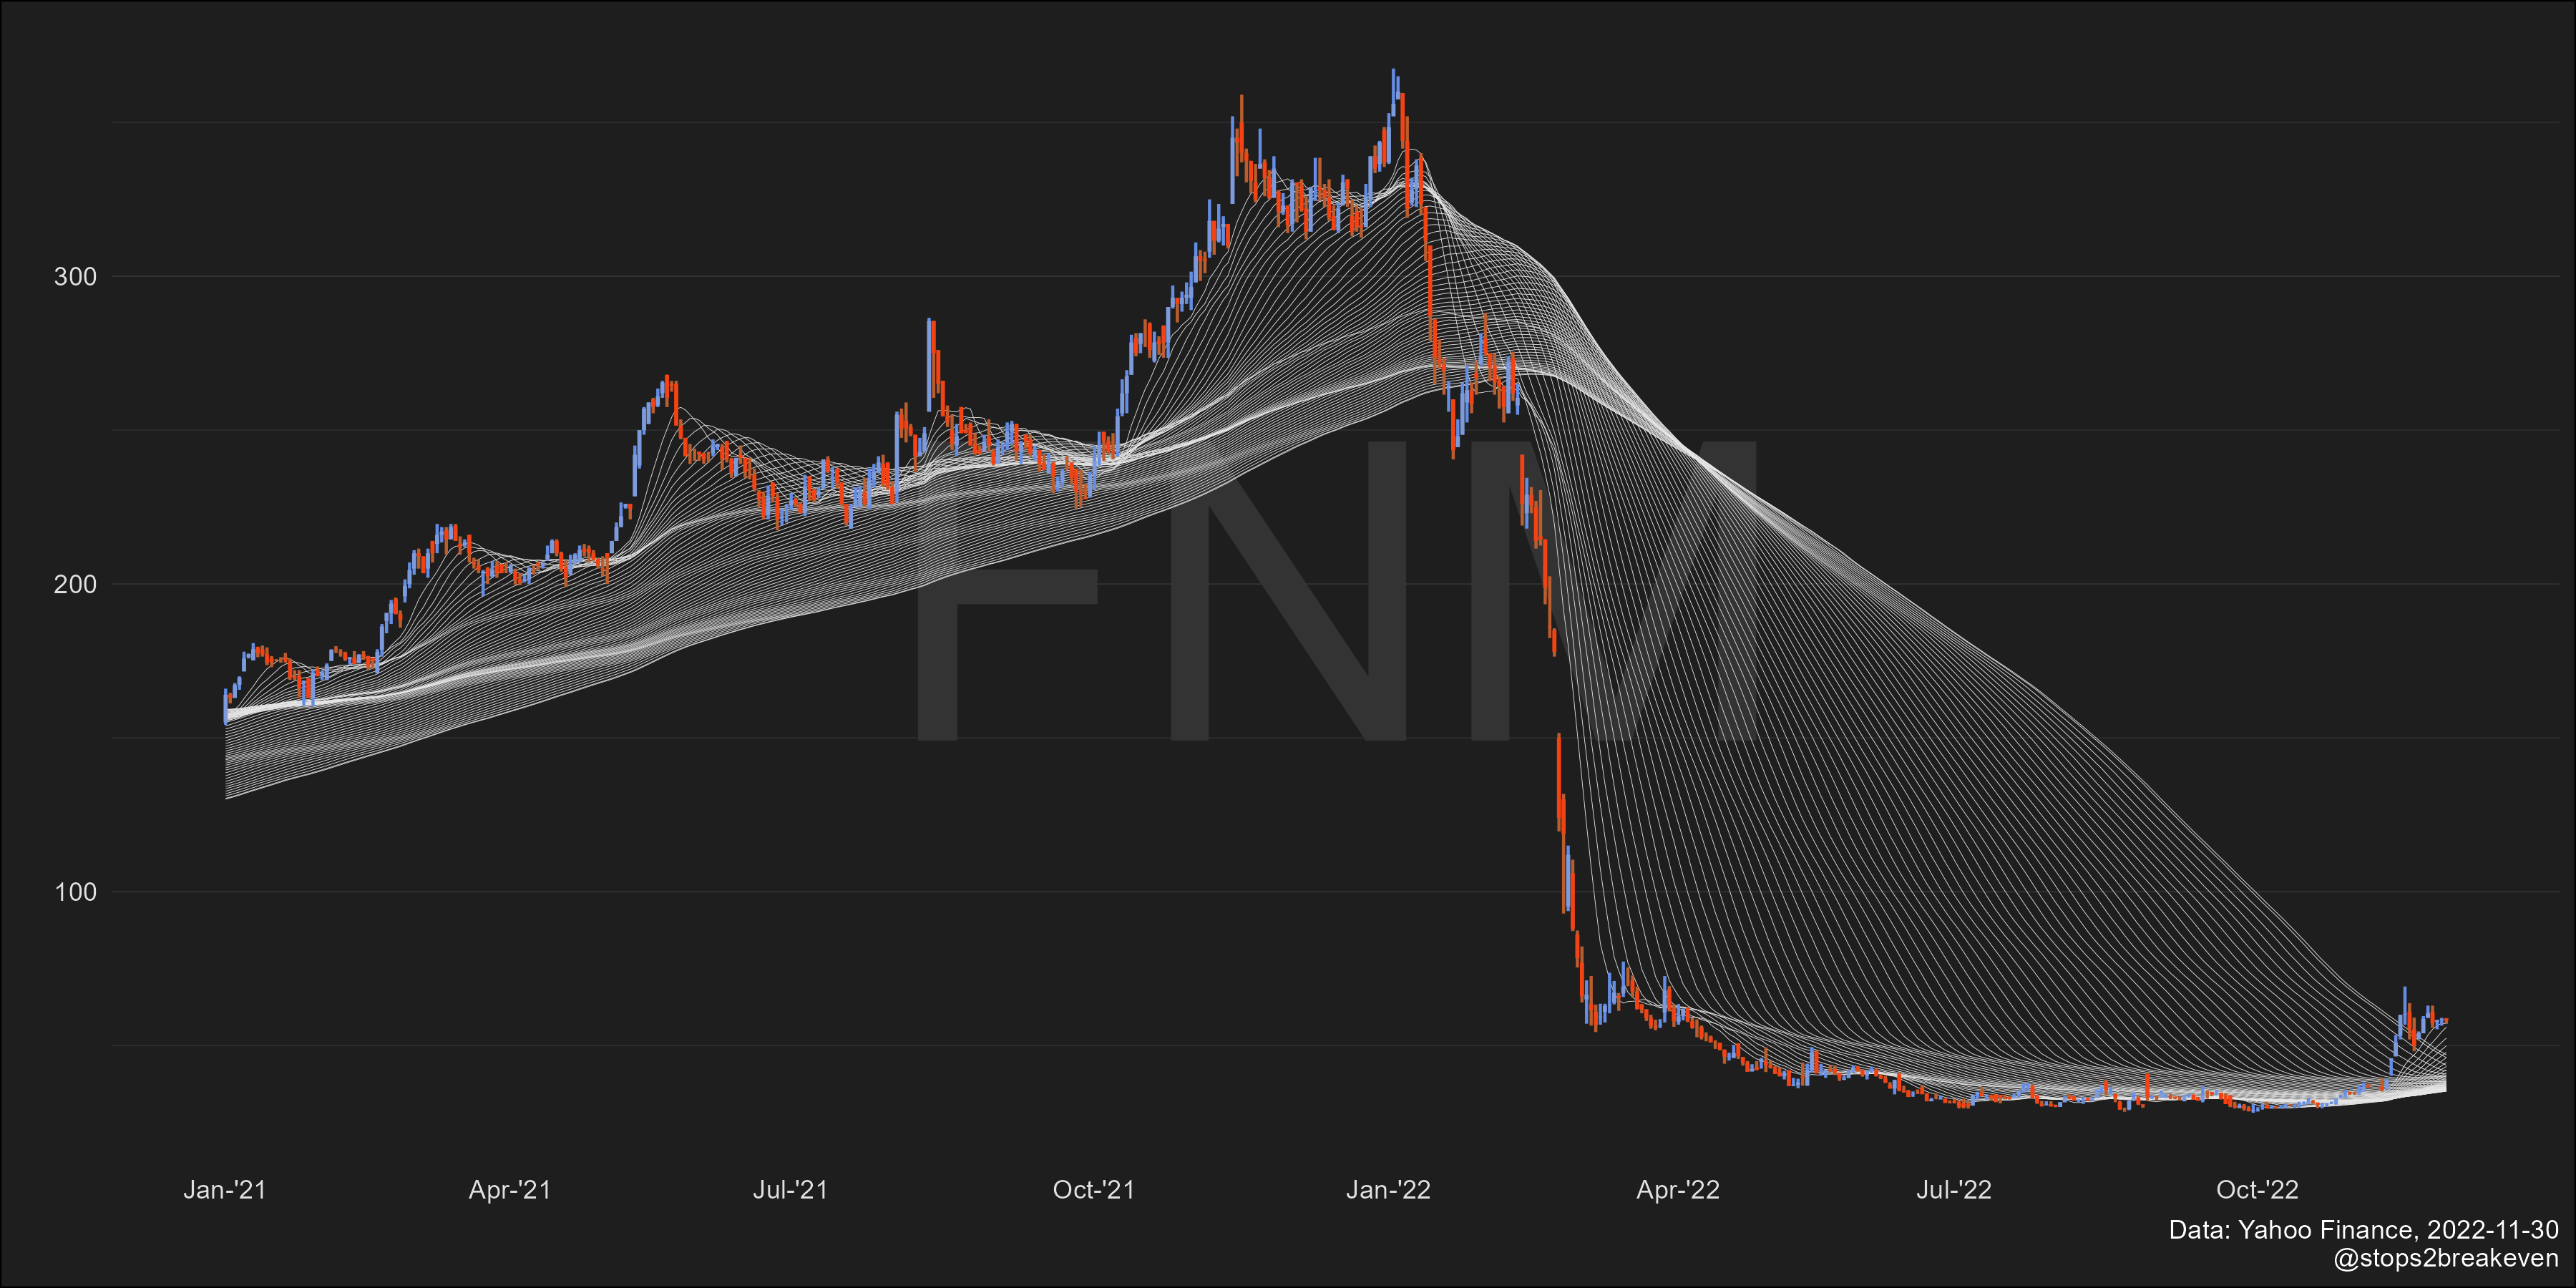 300
200
100
FNM
Jan-'21
Apr-'21
Jul-'21
Oct-'21
Jan-'22
Apr-'22
Jul-'22
Oct-'22
Data: Yahoo Finance, 2022-11-30
@stops2breakeven